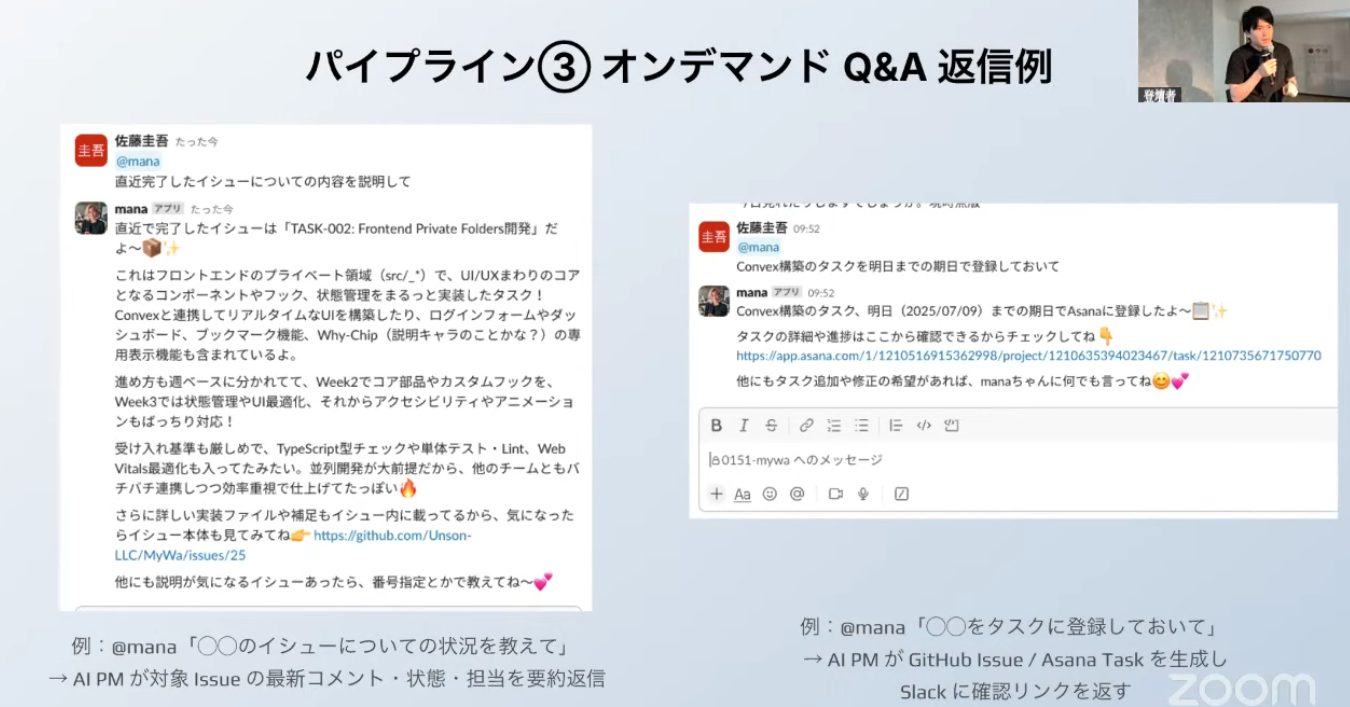 パイプライン③ オンデマンド Q&A 返信例
登壇者
圭吾
佐藤圭吾 たった今
@mana
直近完了したイシューについての内容を説明して
mana アプリ たった今
直近で完了したイシューは「TASK-002: Frontend Private Folders開発」だ
よ〜📦✨
これはフロントエンドのプライベート領域（src/_*）で、UI/UXまわりのコア
となるコンポーネントやフック、状態管理をまるっと実装したタスク！
Convexと連携してリアルタイムなUIを構築したり、ログインフォームやダッ
シュボード、ブックマーク機能、Why-Chip（説明キャラのことかな？）の専
用表示機能も含まれているよ。
進め方も週ベースに分かれてて、Week2でコア部品やカスタムフックを、
Week3では状態管理やUI最適化、それからアクセシビリティやアニメーショ
ンもばっちり対応！
受け入れ基準も厳しめで、TypeScript型チェックや単体テスト・Lint、Web
Vitals最適化も入ってたみたい。並列開発が大前提だから、他のチームともバ
チバチ連携しつつ効率重視で仕上げてたっぽい🔥
さらに詳しい実装ファイルや補足もイシュー内に載ってるから、気になった
らイシュー本体も見てみてね👉 https://github.com/Unson-
LLC/MyWa/issues/25
他にも説明が気になるイシューあったら、番号指定とかで教えてね〜💕
例：@mana「◯◯のイシューについての状況を教えて」
→ AI PM が対象 Issue の最新コメント・状態・担当を要約返信
圭吾
佐藤圭吾 09:52
@mana
Convex構築のタスクを明日までの期日で登録しておいて
mana アプリ 09:52
Convex構築のタスク、明日（2025/07/09）までの期日でAsanaに登録したよ〜📋✨
タスクの詳細や進捗はここから確認できるからチェックしてね👇
https://app.asana.com/1/1210516915362998/project/1210635394023467/task/1210735671750770
他にもタスク追加や修正の希望があれば、manaちゃんに何でも言ってね😊💕
B I S
0151-mywa へのメッセージ
+ Aa @
例：@mana「◯◯をタスクに登録しておいて」
→ AI PM が GitHub Issue / Asana Task を生成し
Slack に確認リンクを返す
zoom